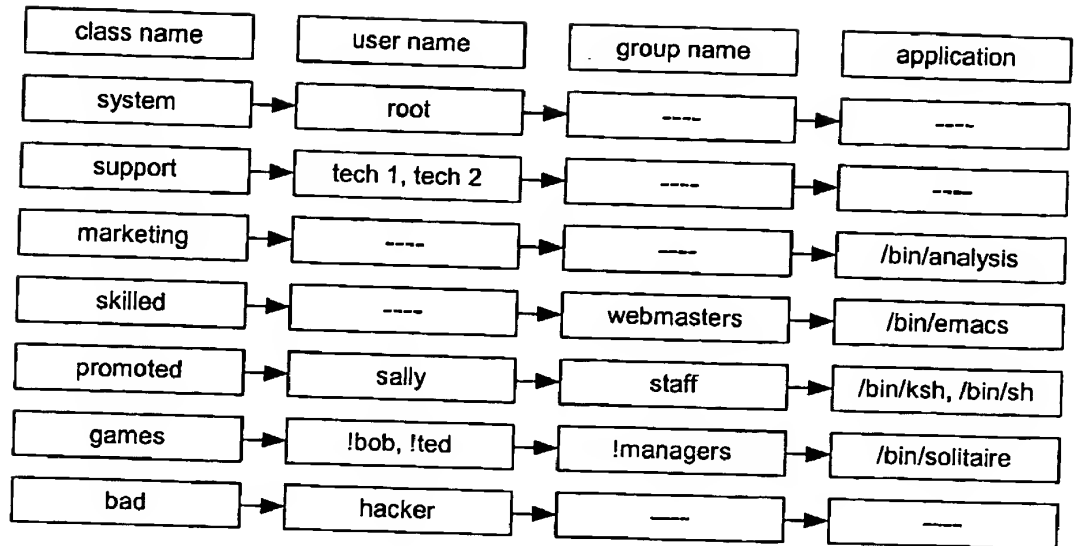 class name user name group name application
system root ---- ----
support tech 1, tech 2 ---- ----
marketing ---- ---- /bin/analysis
skilled ---- webmasters /bin/emacs
promoted sally staff /bin/ksh, /bin/sh
games !bob, !ted !managers /bin/solitaire
bad hacker ---- ----